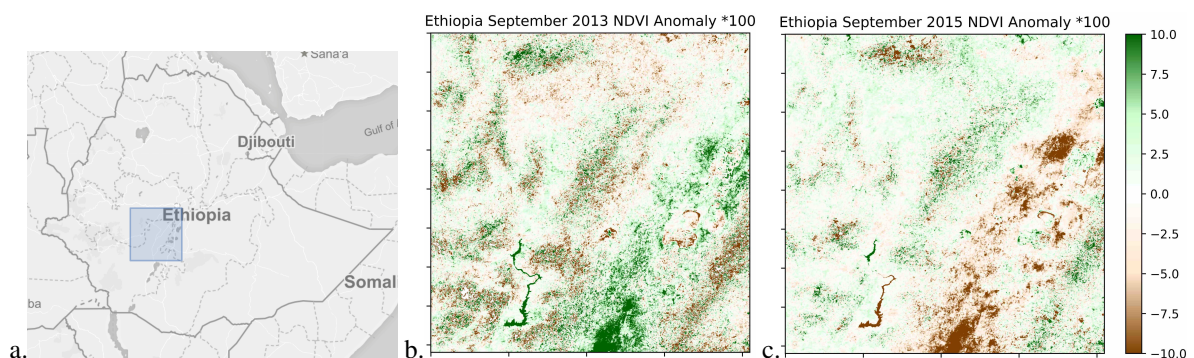 Ethiopia September 2013 NDVI Anomaly *100
Ethiopia September 2015 NDVI Anomaly *100
Sana'a
Gulf of
Djibouti
Ethiopia
Somal
ba
10.0
7.5
5.0
2.5
0.0
−2.5
−5.0
−7.5
−10.0
a.
b.
c.